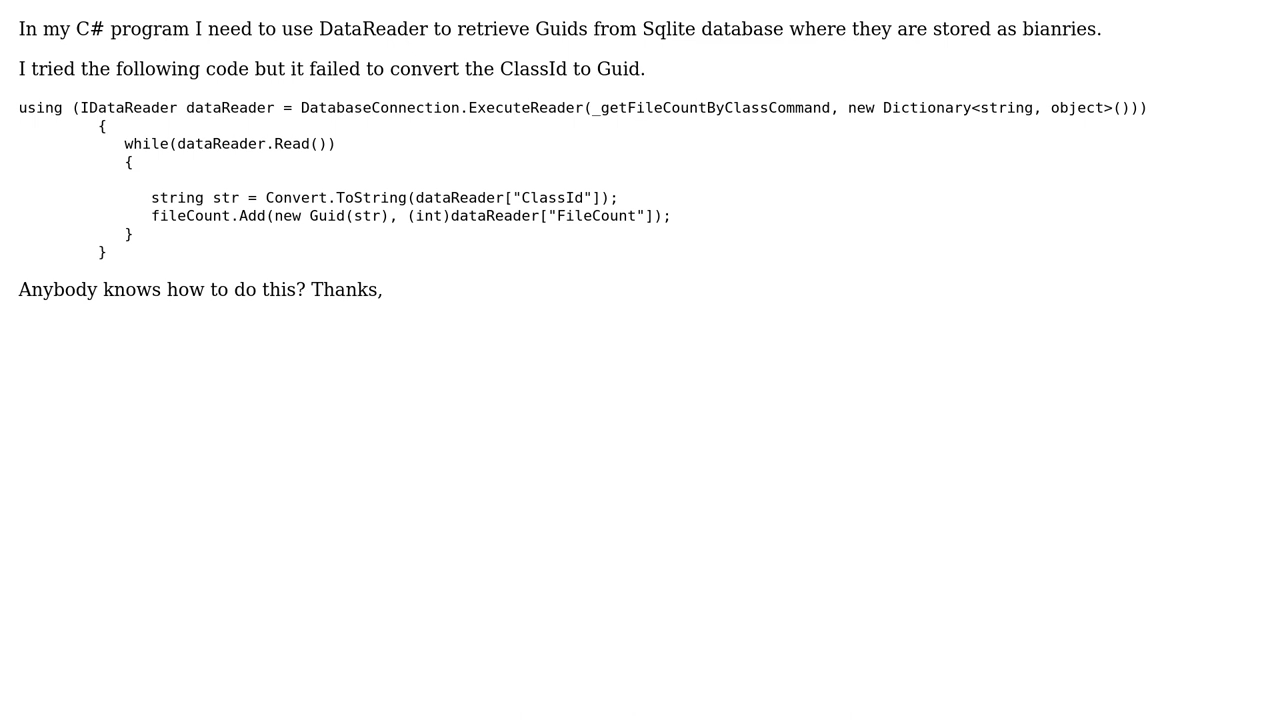 In my C# program I need to use DataReader to retrieve Guids from Sqlite database where they are stored as bianries.
I tried the following code but it failed to convert the ClassId to Guid.
using (IDataReader dataReader = DatabaseConnection.ExecuteReader(_getFileCountByClassCommand, new Dictionary<string, object>()))
         {
            while(dataReader.Read())
            {
               string str = Convert.ToString(dataReader["ClassId"]);
               fileCount.Add(new Guid(str), (int)dataReader["FileCount"]);
            }
         }
Anybody knows how to do this? Thanks,